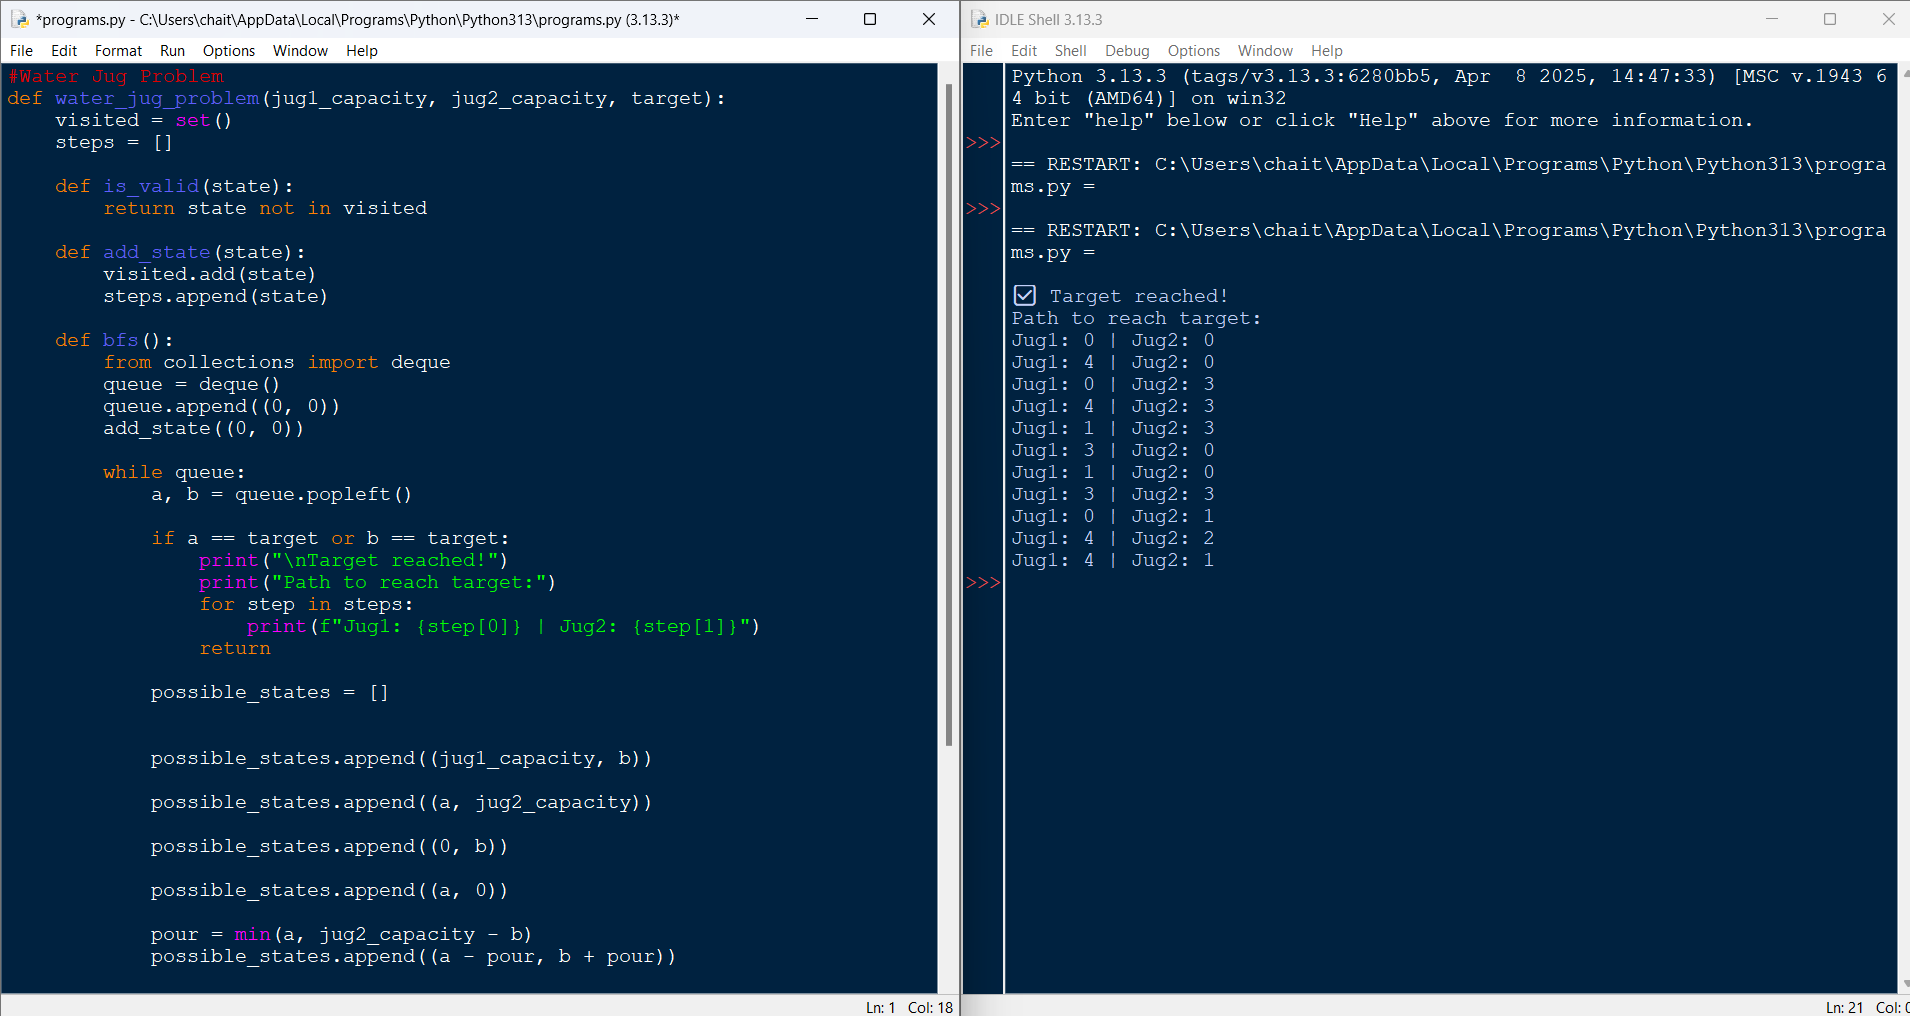 *programs.py - C:\Users\chait\AppData\Local\Programs\Python\Python313\programs.py (3.13.3)*
File Edit Format Run Options Window Help
#Water Jug Problem
def water_jug_problem(jug1_capacity, jug2_capacity, target):
    visited = set()
    steps = []
    def is_valid(state):
        return state not in visited
    def add_state(state):
        visited.add(state)
        steps.append(state)
    def bfs():
        from collections import deque
        queue = deque()
        queue.append((0, 0))
        add_state((0, 0))
        while queue:
            a, b = queue.popleft()
            if a == target or b == target:
                print("\nTarget reached!")
                print("Path to reach target:")
                for step in steps:
                    print(f"Jug1: {step[0]} | Jug2: {step[1]}")
                return
            possible_states = []
            possible_states.append((jug1_capacity, b))
            possible_states.append((a, jug2_capacity))
            possible_states.append((0, b))
            possible_states.append((a, 0))
            pour = min(a, jug2_capacity - b)
            possible_states.append((a - pour, b + pour))
Ln: 1 Col: 18
IDLE Shell 3.13.3
File Edit Shell Debug Options Window Help
Python 3.13.3 (tags/v3.13.3:6280bb5, Apr  8 2025, 14:47:33) [MSC v.1943 6
4 bit (AMD64)] on win32
Enter "help" below or click "Help" above for more information.
>>>
== RESTART: C:\Users\chait\AppData\Local\Programs\Python\Python313\progra
ms.py =
>>>
== RESTART: C:\Users\chait\AppData\Local\Programs\Python\Python313\progra
ms.py =
☑ Target reached!
Path to reach target:
Jug1: 0 | Jug2: 0
Jug1: 4 | Jug2: 0
Jug1: 0 | Jug2: 3
Jug1: 4 | Jug2: 3
Jug1: 1 | Jug2: 3
Jug1: 3 | Jug2: 0
Jug1: 1 | Jug2: 0
Jug1: 3 | Jug2: 3
Jug1: 0 | Jug2: 1
Jug1: 4 | Jug2: 2
Jug1: 4 | Jug2: 1
>>>
Ln: 21 Col: